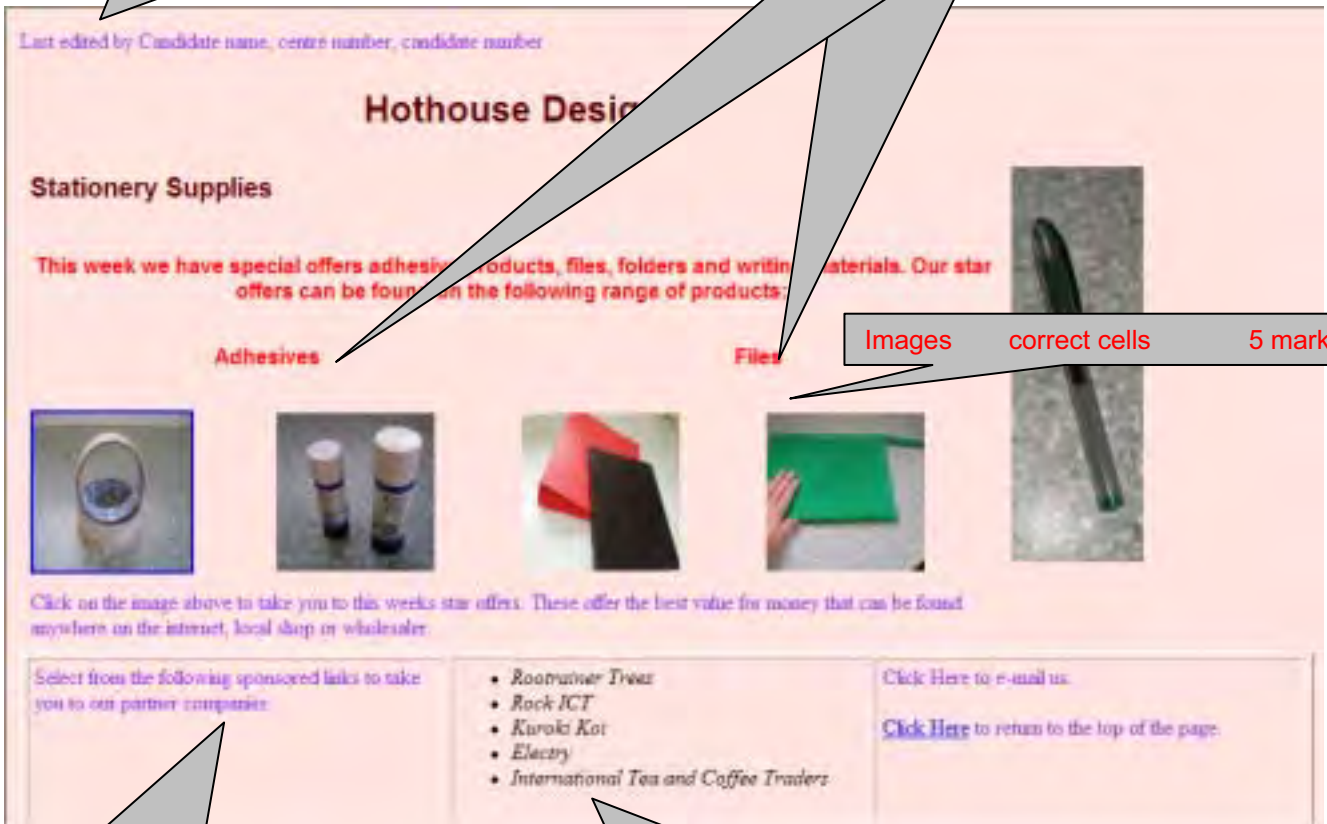 Last edited by Candidate name, centre number, candidate number
Hothouse Desig
Stationery Supplies
This week we have special offers adhesive products, files, folders and writing materials. Our star
offers can be found on the following range of products:
Images correct cells 5 mark
Adhesives Files
Click on the image above to take you to this weeks star offers. These offer the best value for money that can be found
anywhere on the internet, local shop or wholesaler.
Select from the following sponsored links to take
you to our partner companies:
• Rootrainer Trees
• Rock ICT
• Kuroki Koi
• Electry
• International Tea and Coffee Traders
Click Here to e-mail us.
Click Here to return to the top of the page.